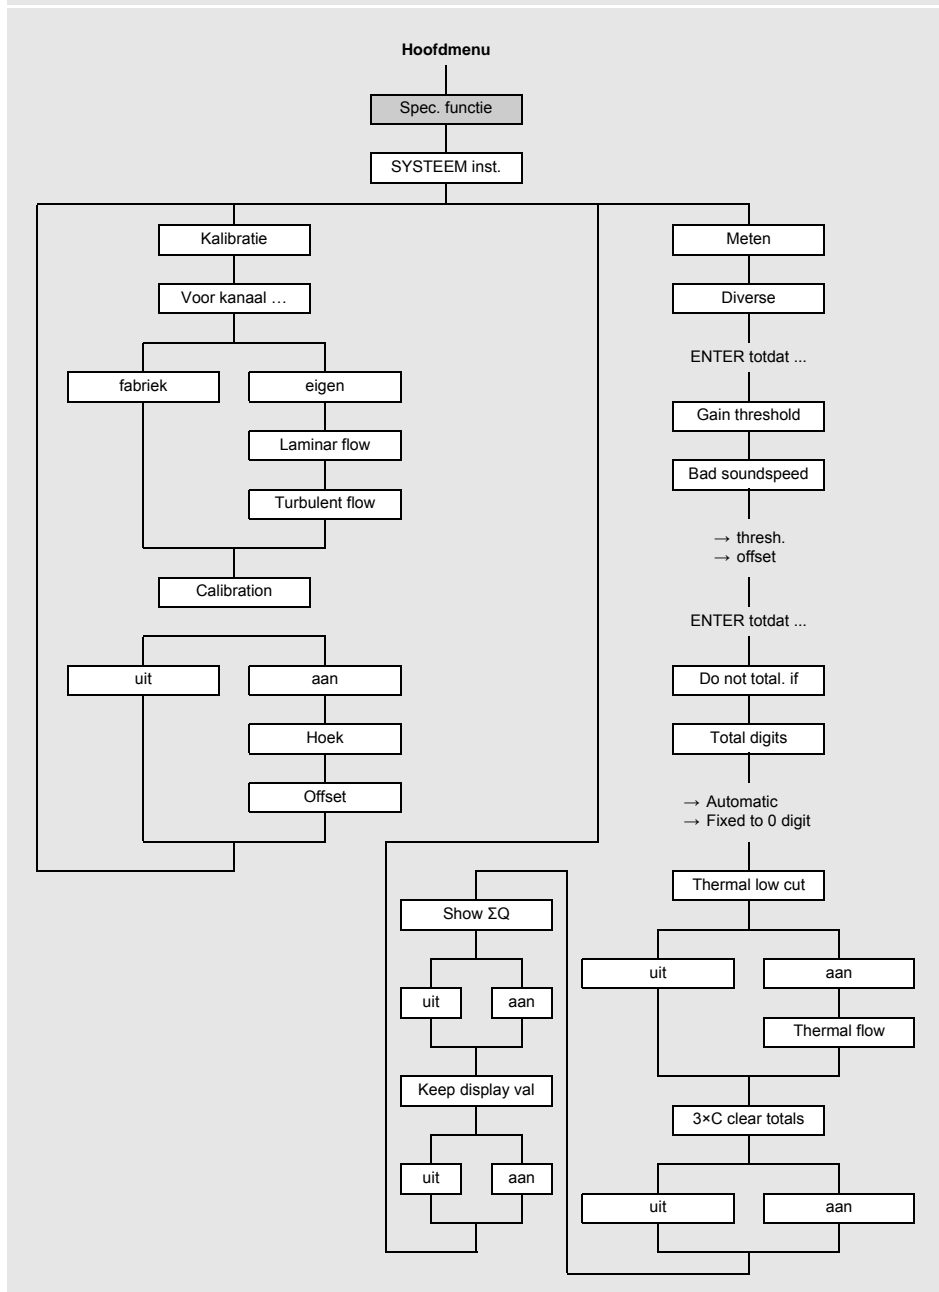 Hoofdmenu
Spec. functie
SYSTEEM inst.
Kalibratie
Voor kanaal …
fabriek
eigen
Laminar flow
Turbulent flow
Calibration
uit
aan
Hoek
Offset
Meten
Diverse
ENTER totdat ...
Gain threshold
Bad soundspeed
→ thresh.
→ offset
ENTER totdat ...
Do not total. if
Total digits
→ Automatic
→ Fixed to 0 digit
Thermal low cut
uit
aan
Thermal flow
3×C clear totals
uit
aan
Show ΣQ
uit
aan
Keep display val
uit
aan